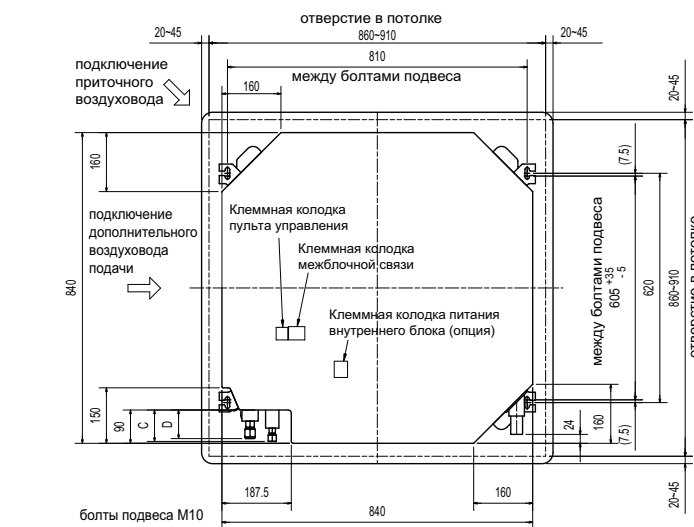 отверстие в потолке
20~45
860~910
20~45
810
между болтами подвеса
подключение
приточного
воздуховода
160
20~45
160
(7.5)
подключение
дополнительного
воздуховода
подачи
Клеммная колодка
пульта управления
Клеммная колодка
межблочной связи
Клеммная колодка питания
внутреннего блока (опция)
840
между болтами подвеса
605 +35 - 5
620
860~910
отверстие в потолке
150
90
C
D
24
160
(7.5)
20~45
187.5
160
болты подвеса М10
840